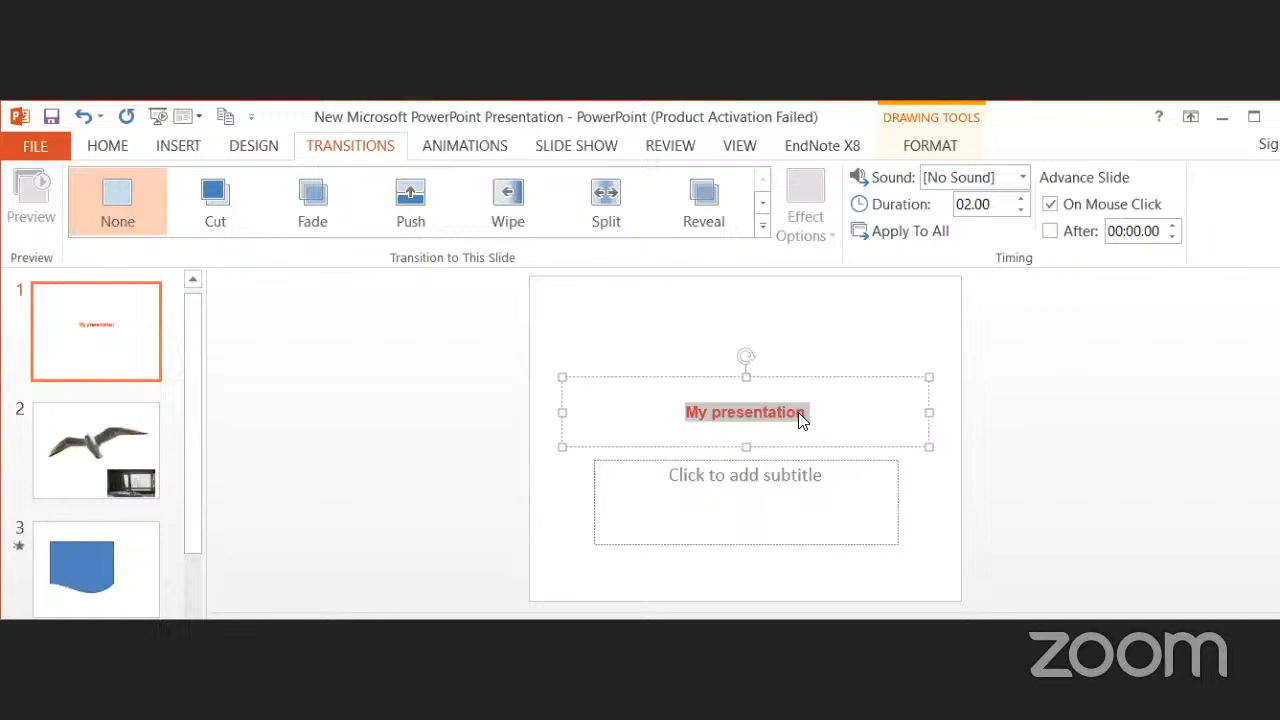 New Microsoft PowerPoint Presentation - PowerPoint (Product Activation Failed)
DRAWING TOOLS
?
FILE
HOME
INSERT
DESIGN
TRANSITIONS
ANIMATIONS
SLIDE SHOW
REVIEW
VIEW
EndNote X8
FORMAT
Sig
Preview
None
Cut
Fade
Push
Wipe
Split
Reveal
Effect
Options
Sound: [No Sound]
Duration: 02.00
Apply To All
Advance Slide
On Mouse Click
After: 00:00.00
Preview
Transition to This Slide
Timing
1
My presentation
2
3
My presentation
Click to add subtitle
zoom